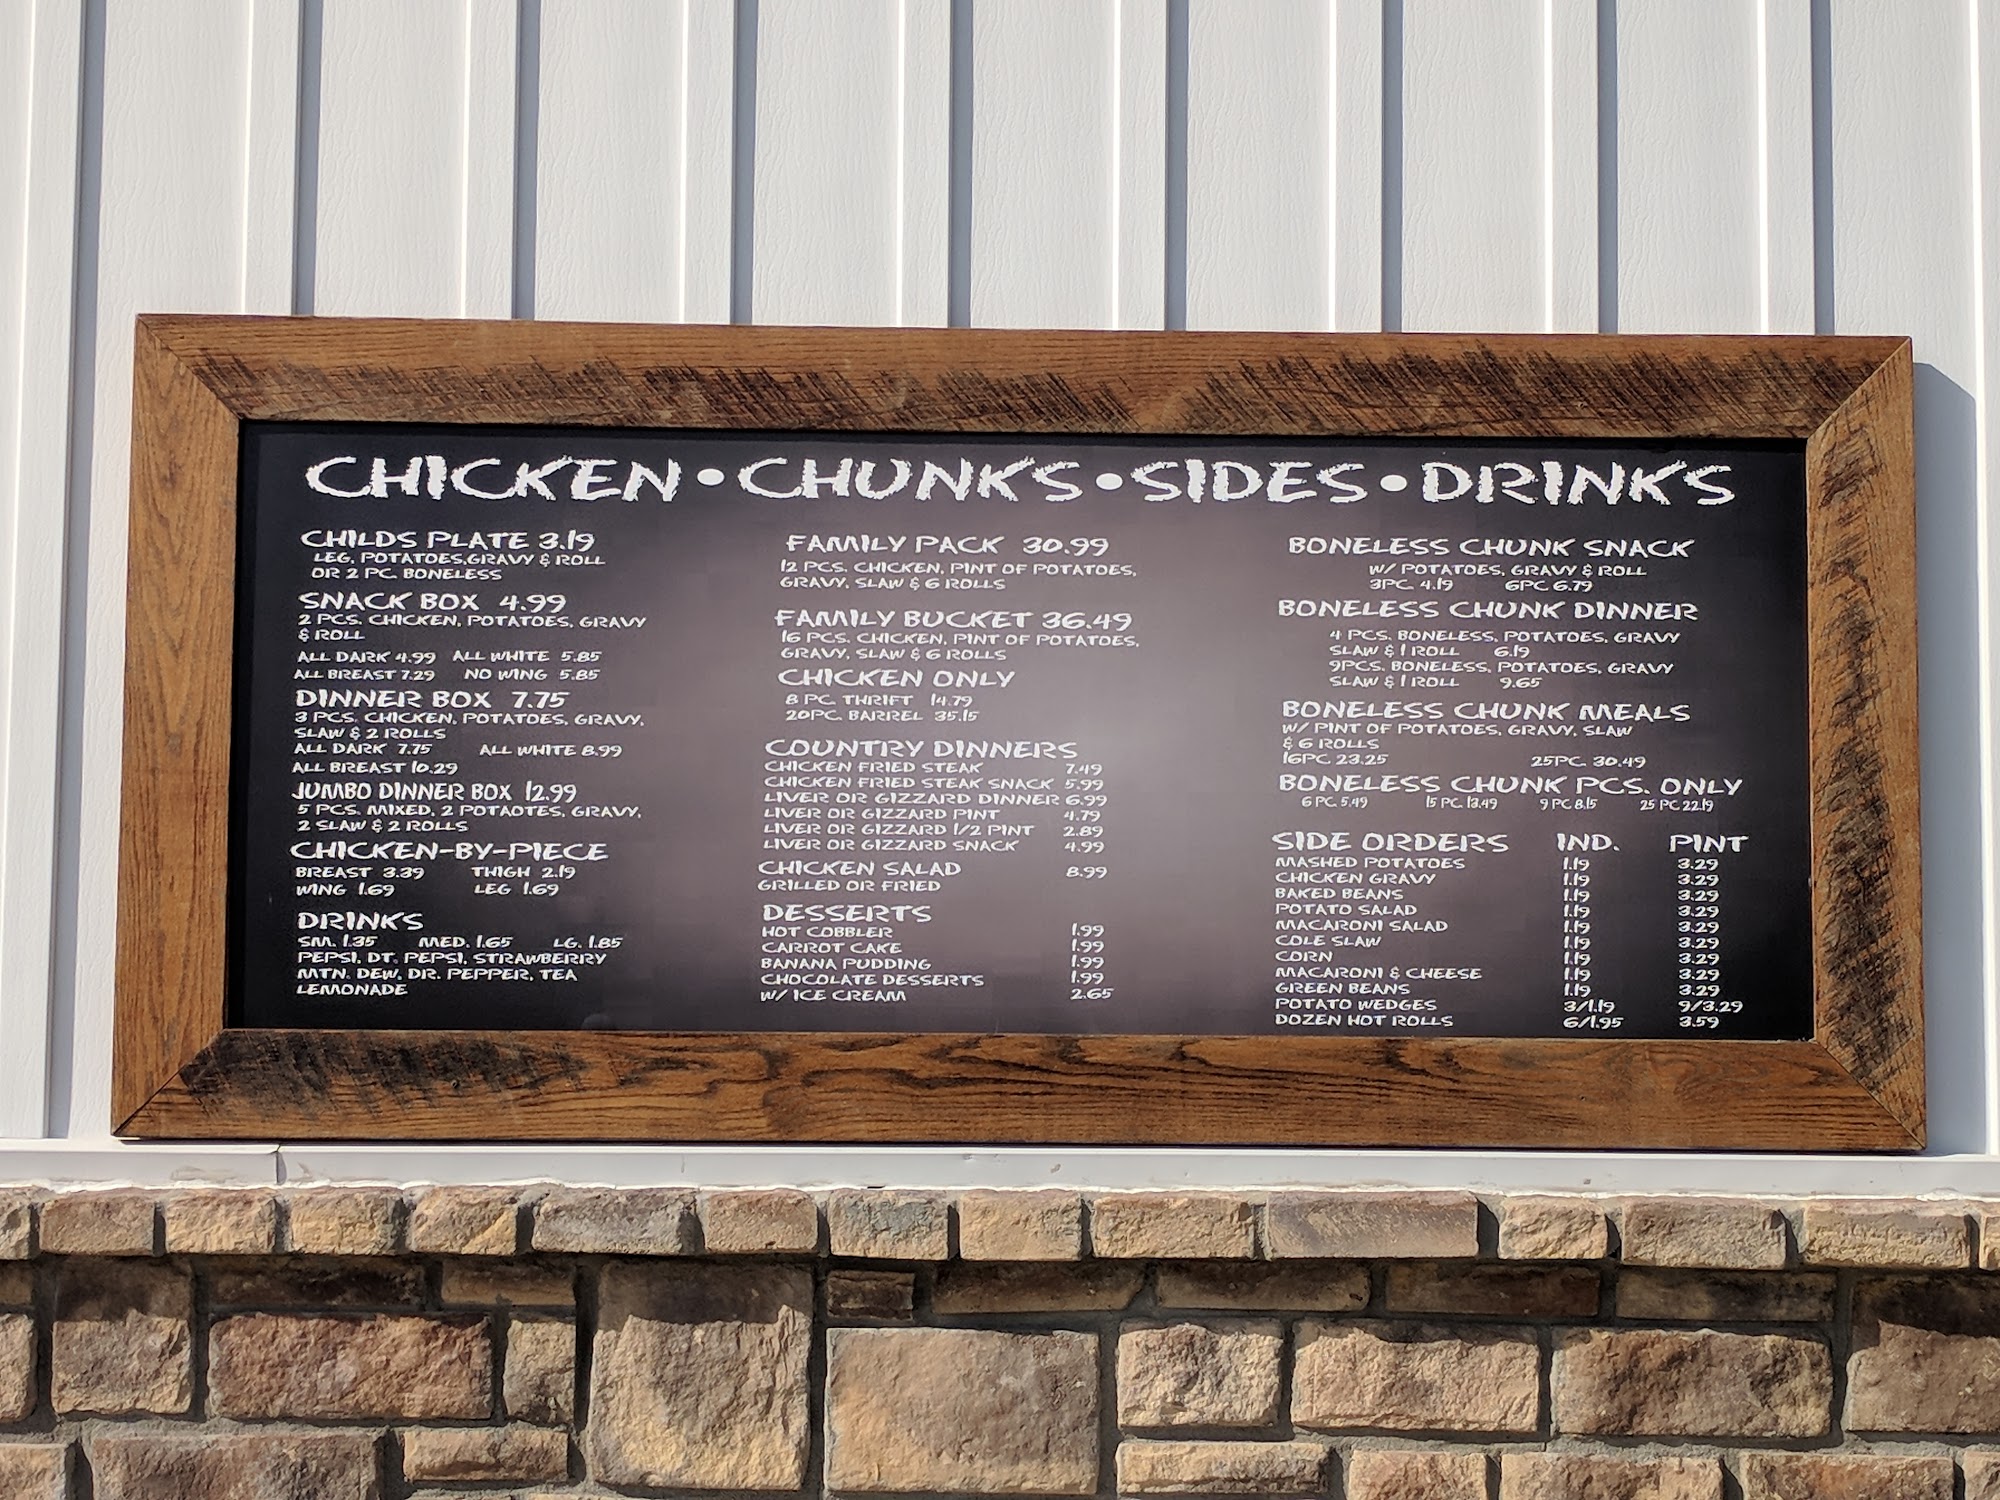 CHICKEN • CHUNKS • SIDES • DRINKS
CHILDS PLATE 3.19
LEG, POTATOES,GRAVY & ROLL
OR 2 PC. BONELESS
SNACK BOX 4.99
2 PCS. CHICKEN, POTATOES, GRAVY
& ROLL
ALL DARK 4.99 ALL WHITE 5.85
ALL BREAST 7.29 NO WING 5.85
DINNER BOX 7.75
3 PCS. CHICKEN, POTATOES, GRAVY,
SLAW & 2 ROLLS
ALL DARK 7.75 ALL WHITE 8.99
ALL BREAST 10.29
JUMBO DINNER BOX 12.99
5 PCS. MIXED, 2 POTAOTES, GRAVY,
2 SLAW & 2 ROLLS
CHICKEN-BY-PIECE
BREAST 3.39 THIGH 2.19
WING 1.69 LEG 1.69
DRINKS
SM. 1.35 MED. 1.65 LG. 1.85
PEPSI, DT. PEPSI, STRAWBERRY
MTN. DEW, DR. PEPPER, TEA
LEMONADE
FAMILY PACK 30.99
12 PCS. CHICKEN, PINT OF POTATOES,
GRAVY, SLAW & 6 ROLLS
FAMILY BUCKET 36.49
16 PCS. CHICKEN, PINT OF POTATOES,
GRAVY, SLAW & 6 ROLLS
CHICKEN ONLY
8 PC. THRIFT 14.79
20PC. BARREL 35.15
COUNTRY DINNERS
CHICKEN FRIED STEAK 7.49
CHICKEN FRIED STEAK SNACK 5.99
LIVER OR GIZZARD DINNER 6.99
LIVER OR GIZZARD PINT 4.79
LIVER OR GIZZARD 1/2 PINT 2.89
LIVER OR GIZZARD SNACK 4.99
CHICKEN SALAD 8.99
GRILLED OR FRIED
DESSERTS
HOT COBBLER 1.99
CARROT CAKE 1.99
BANANA PUDDING 1.99
CHOCOLATE DESSERTS 1.99
W/ ICE CREAM 2.65
BONELESS CHUNK SNACK
W/ POTATOES, GRAVY & ROLL
3PC. 4.19 6PC 6.79
BONELESS CHUNK DINNER
4 PCS. BONELESS, POTATOES, GRAVY
SLAW & 1 ROLL 6.19
9PCS. BONELESS, POTATOES, GRAVY
SLAW & 1 ROLL 9.65
BONELESS CHUNK MEALS
W/ PINT OF POTATOES, GRAVY, SLAW
& 6 ROLLS
16PC 23.25 25PC. 30.49
BONELESS CHUNK PCS. ONLY
6 PC. 5.49 15 PC. 13.49 9 PC 8.15 25 PC 22.19
SIDE ORDERS IND. PINT
MASHED POTATOES 1.19 3.29
CHICKEN GRAVY 1.19 3.29
BAKED BEANS 1.19 3.29
POTATO SALAD 1.19 3.29
MACARONI SALAD 1.19 3.29
COLE SLAW 1.19 3.29
CORN 1.19 3.29
MACARONI & CHEESE 1.19 3.29
GREEN BEANS 1.19 3.29
POTATO WEDGES 3/1.19 9/3.29
DOZEN HOT ROLLS 6/1.95 3.59